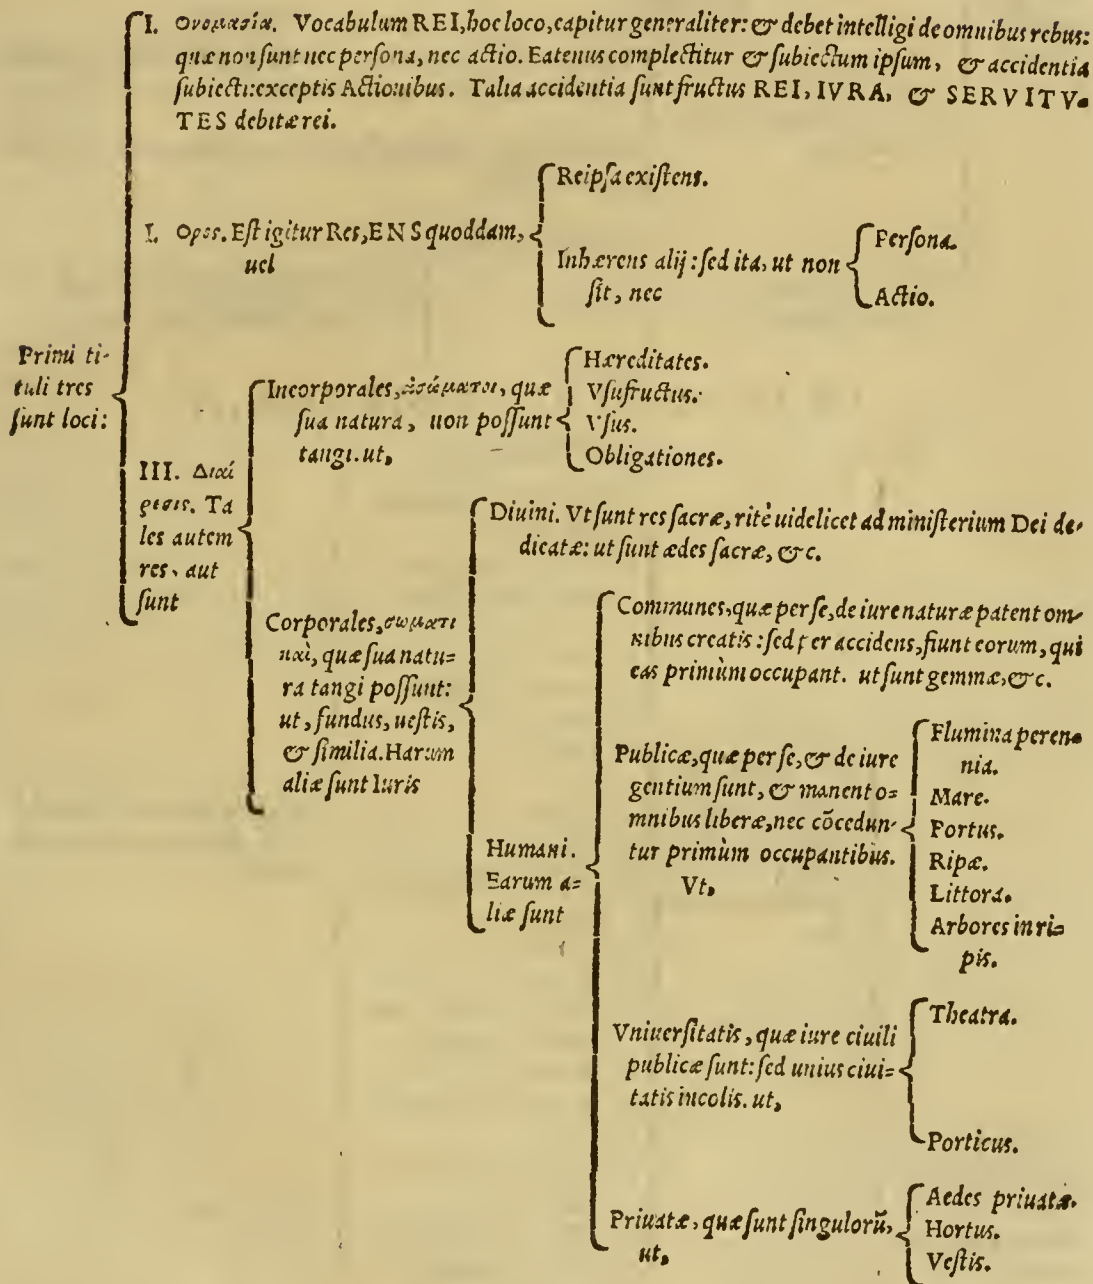 I. Ονομασία. Vocabulum REI, hoc loco, capitur generaliter: & debet intelligi de omnibus rebus:
quæ non sunt nec persona, nec actio. Eatenus complectitur & subiectum ipsum, & accidentia
subiecti: exceptis Actionibus. Talia accidentia sunt fructus REI, IVRA, & SERVITV-
TES debitæ rei.
I. Ορος. Est igitur Res, ENS quoddam,
uel
Reipsa existens.
Inhærens alij: sed ita, ut non
sit, nec
Persona.
Actio.
Primi ti-
tuli tres
sunt loci:
III. Διαί
ρεσις. Ta
les autem
res, aut
sunt
Incorporales, ἀσώματοι, quæ
sua natura, non possunt
tangi. ut,
Hæreditates.
Vsufructus.
Vsus.
Obligationes.
Corporales, σωματι
καὶ, quæ sua natu=
ra tangi possunt:
ut, fundus, uestis,
& similia. Harum
aliæ sunt Iuris
Diuini. Vt sunt res sacræ, ritè uidelicet ad ministerium Dei de-
dicatæ: ut sunt ædes sacræ, &c.
Humani.
Earum a=
liæ sunt
Communes, quæ per se, de iure naturæ patent om-
nibus creatis: sed per accidens, fiunt eorum, qui
eas primùm occupant. ut sunt gemmæ, &c.
Publicæ, quæ per se, & de iure
gentium sunt, & manent o=
mnibus liberæ, nec cõcedun-
tur primùm occupantibus.
Vt,
Flumina peren-
nia.
Mare.
Portus.
Ripæ.
Littora.
Arbores in ri=
pis.
Vniuersitatis, quæ iure ciuili
publicæ sunt: sed unius ciui=
tatis incolis. ut,
Theatra.
Porticus.
Priuatæ, quæ sunt singulorũ,
ut,
Aedes priuatæ.
Hortus.
Vestis.